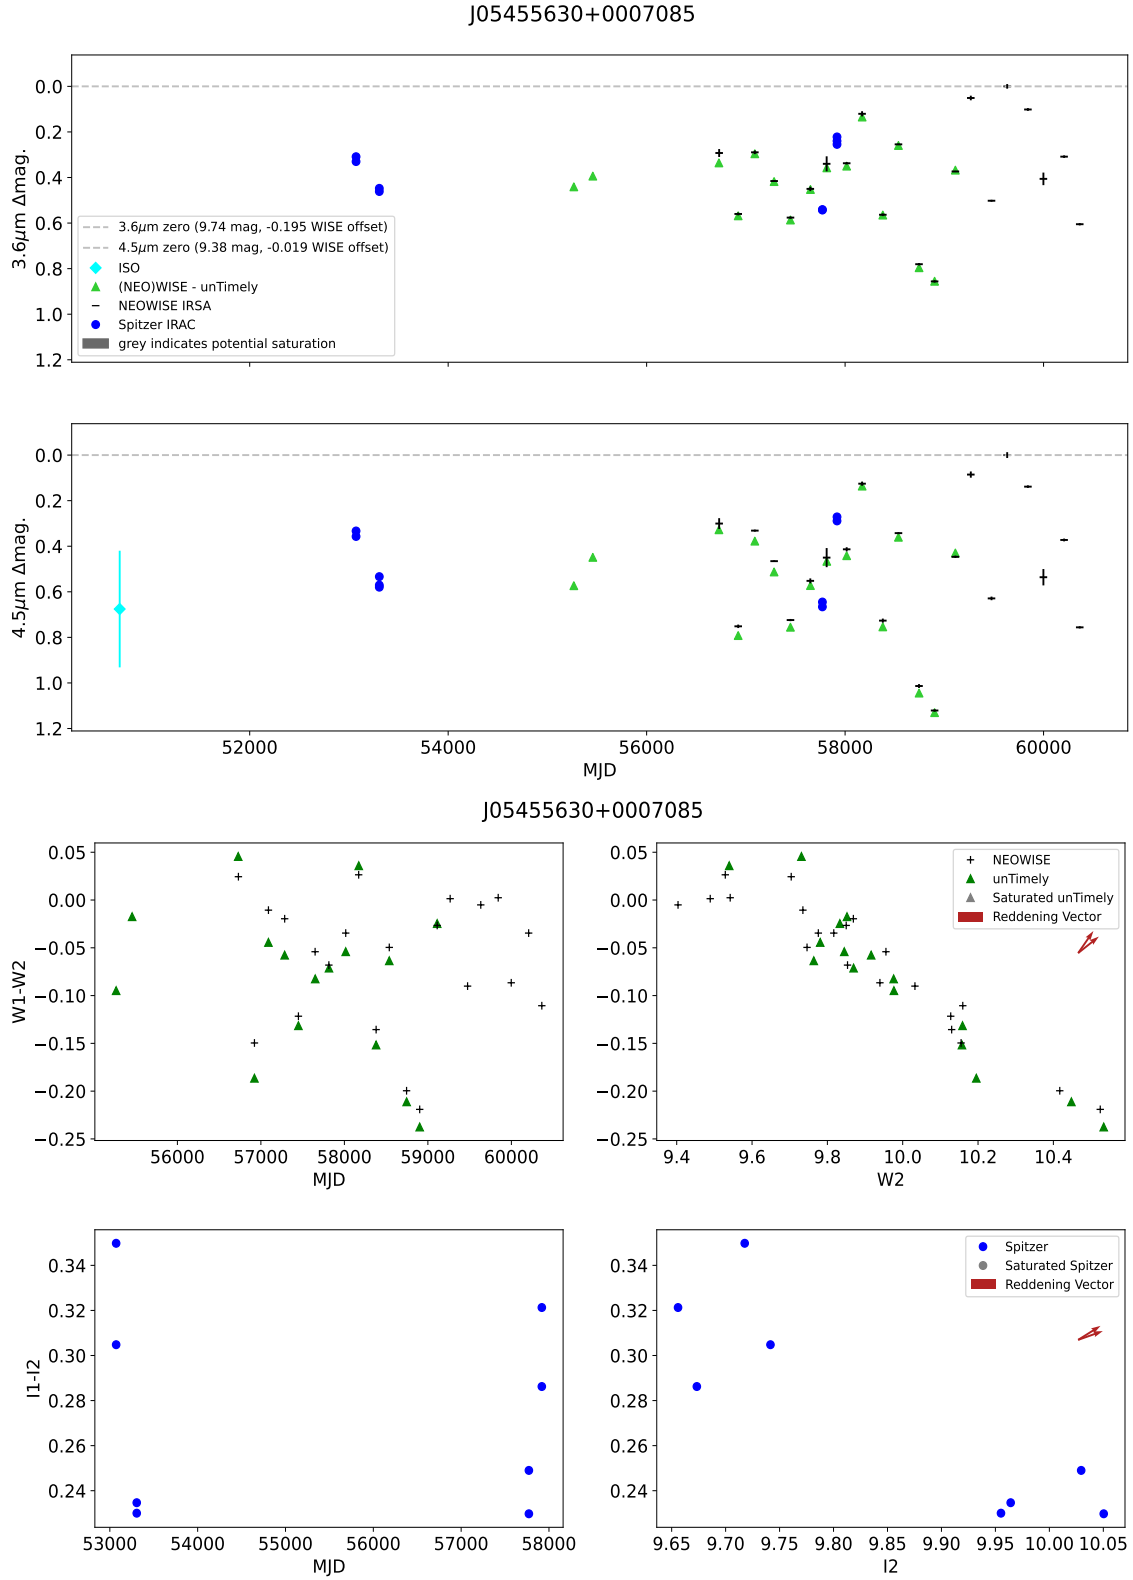 J05455630+0007085
0.0
0.2
0.4
0.6
0.8
1.0
1.2
3.6μm Δmag.
3.6μm zero (9.74 mag, -0.195 WISE offset)
4.5μm zero (9.38 mag, -0.019 WISE offset)
ISO
(NEO)WISE - unTimely
NEOWISE IRSA
Spitzer IRAC
grey indicates potential saturation
0.0
0.2
0.4
0.6
0.8
1.0
1.2
4.5μm Δmag.
52000 54000 56000 58000 60000
MJD
J05455630+0007085
0.05
0.00
−0.05
−0.10
−0.15
−0.20
−0.25
W1-W2
56000 57000 58000 59000 60000
MJD
0.05
0.00
−0.05
−0.10
−0.15
−0.20
−0.25
NEOWISE
unTimely
Saturated unTimely
Reddening Vector
9.4 9.6 9.8 10.0 10.2 10.4
W2
0.34
0.32
0.30
0.28
0.26
0.24
I1-I2
53000 54000 55000 56000 57000 58000
MJD
0.34
0.32
0.30
0.28
0.26
0.24
Spitzer
Saturated Spitzer
Reddening Vector
9.65 9.70 9.75 9.80 9.85 9.90 9.95 10.00 10.05
I2